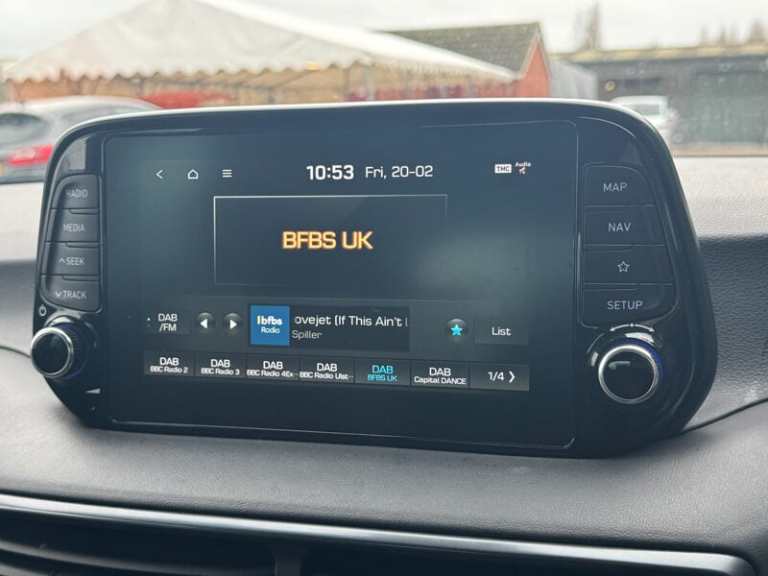 10:53 Fri, 20-02
TMC Audio
RADIO
MEDIA
SEEK
TRACK
BFBS UK
DAB
/FM
bfbs
Radio
ovejet (If This Ain't
Spiller
List
DAB
BBC Radio 2
DAB
BBC Radio 3
DAB
BBC Radio 4Ex
DAB
BBC Radio Ulst
DAB
BFBS UK
DAB
Capital DANCE
1/4
MAP
NAV
SETUP